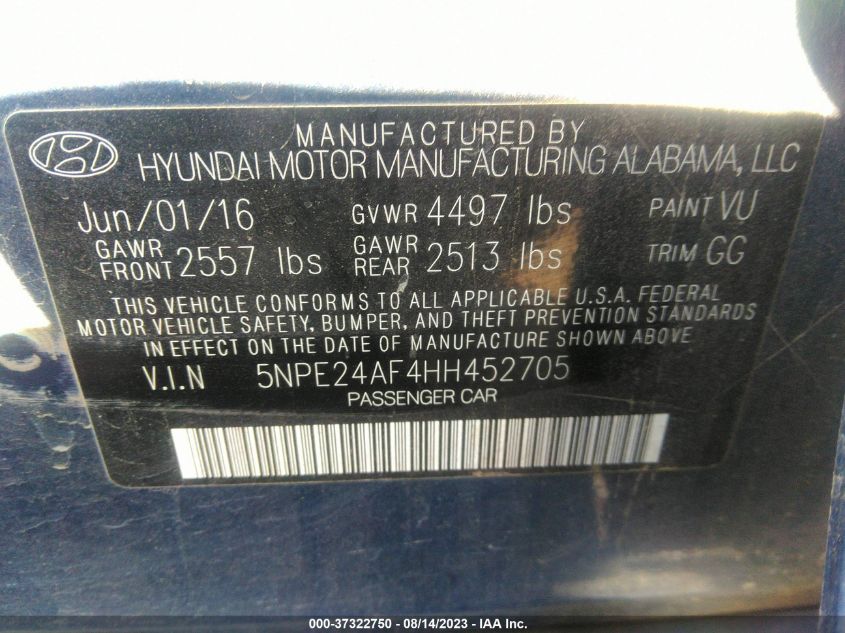 MANUFACTURED BY
HYUNDAI MOTOR MANUFACTURING ALABAMA, LLC
Jun/01/16 GVWR 4497 lbs PAINT VU
GAWR FRONT 2557 lbs GAWR REAR 2513 lbs TRIM GG
THIS VEHICLE CONFORMS TO ALL APPLICABLE U.S.A. FEDERAL
MOTOR VEHICLE SAFETY, BUMPER, AND THEFT PREVENTION STANDARDS
IN EFFECT ON THE DATE OF MANUFACTURE SHOWN ABOVE
V.I.N 5NPE24AF4HH452705
PASSENGER CAR
000-37322750 - 08/14/2023 - IAA Inc.